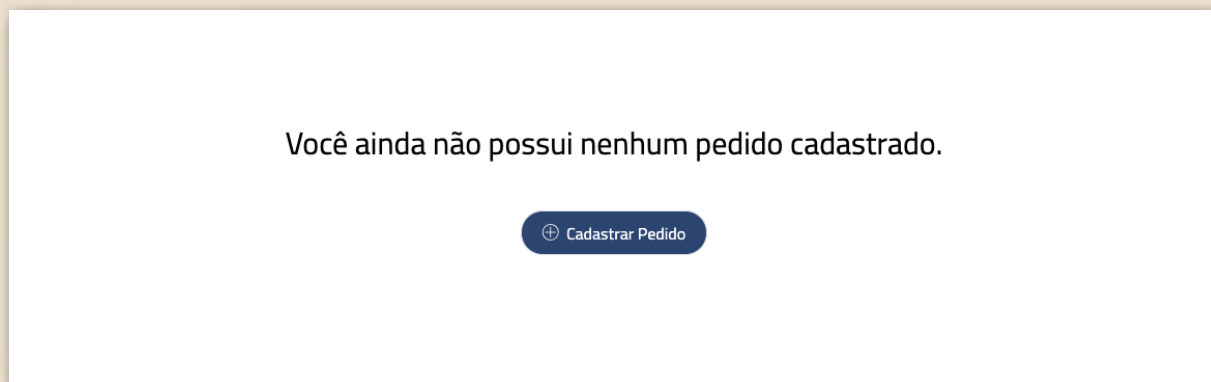 Você ainda não possui nenhum pedido cadastrado.
Cadastrar Pedido